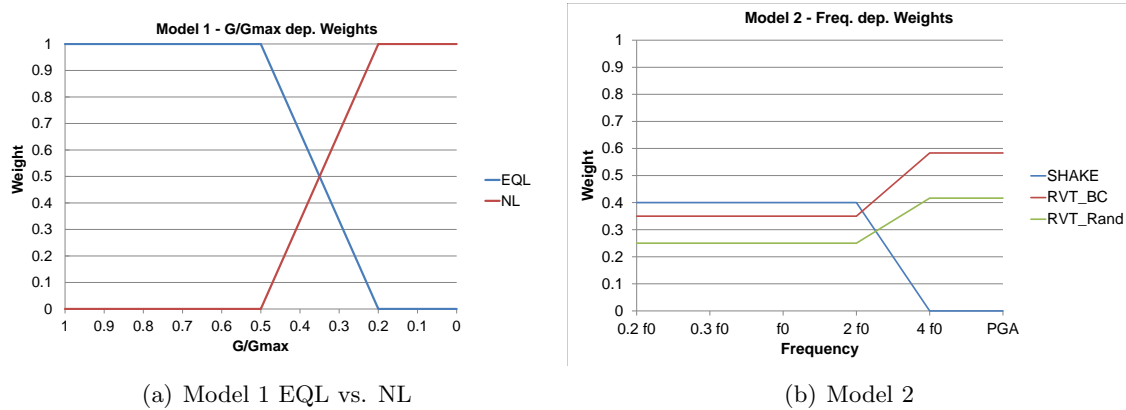 Model 1 - G/Gmax dep. Weights
1
0.9
0.8
0.7
0.6
0.5
0.4
0.3
0.2
0.1
0
Weight
1 0.9 0.8 0.7 0.6 0.5 0.4 0.3 0.2 0.1 0
G/Gmax
EQL
NL
(a) Model 1 EQL vs. NL
Model 2 - Freq. dep. Weights
1
0.9
0.8
0.7
0.6
0.5
0.4
0.3
0.2
0.1
0
Weight
0.2 f0 0.3 f0 f0 2 f0 4 f0 PGA
Frequency
SHAKE
RVT_BC
RVT_Rand
(b) Model 2